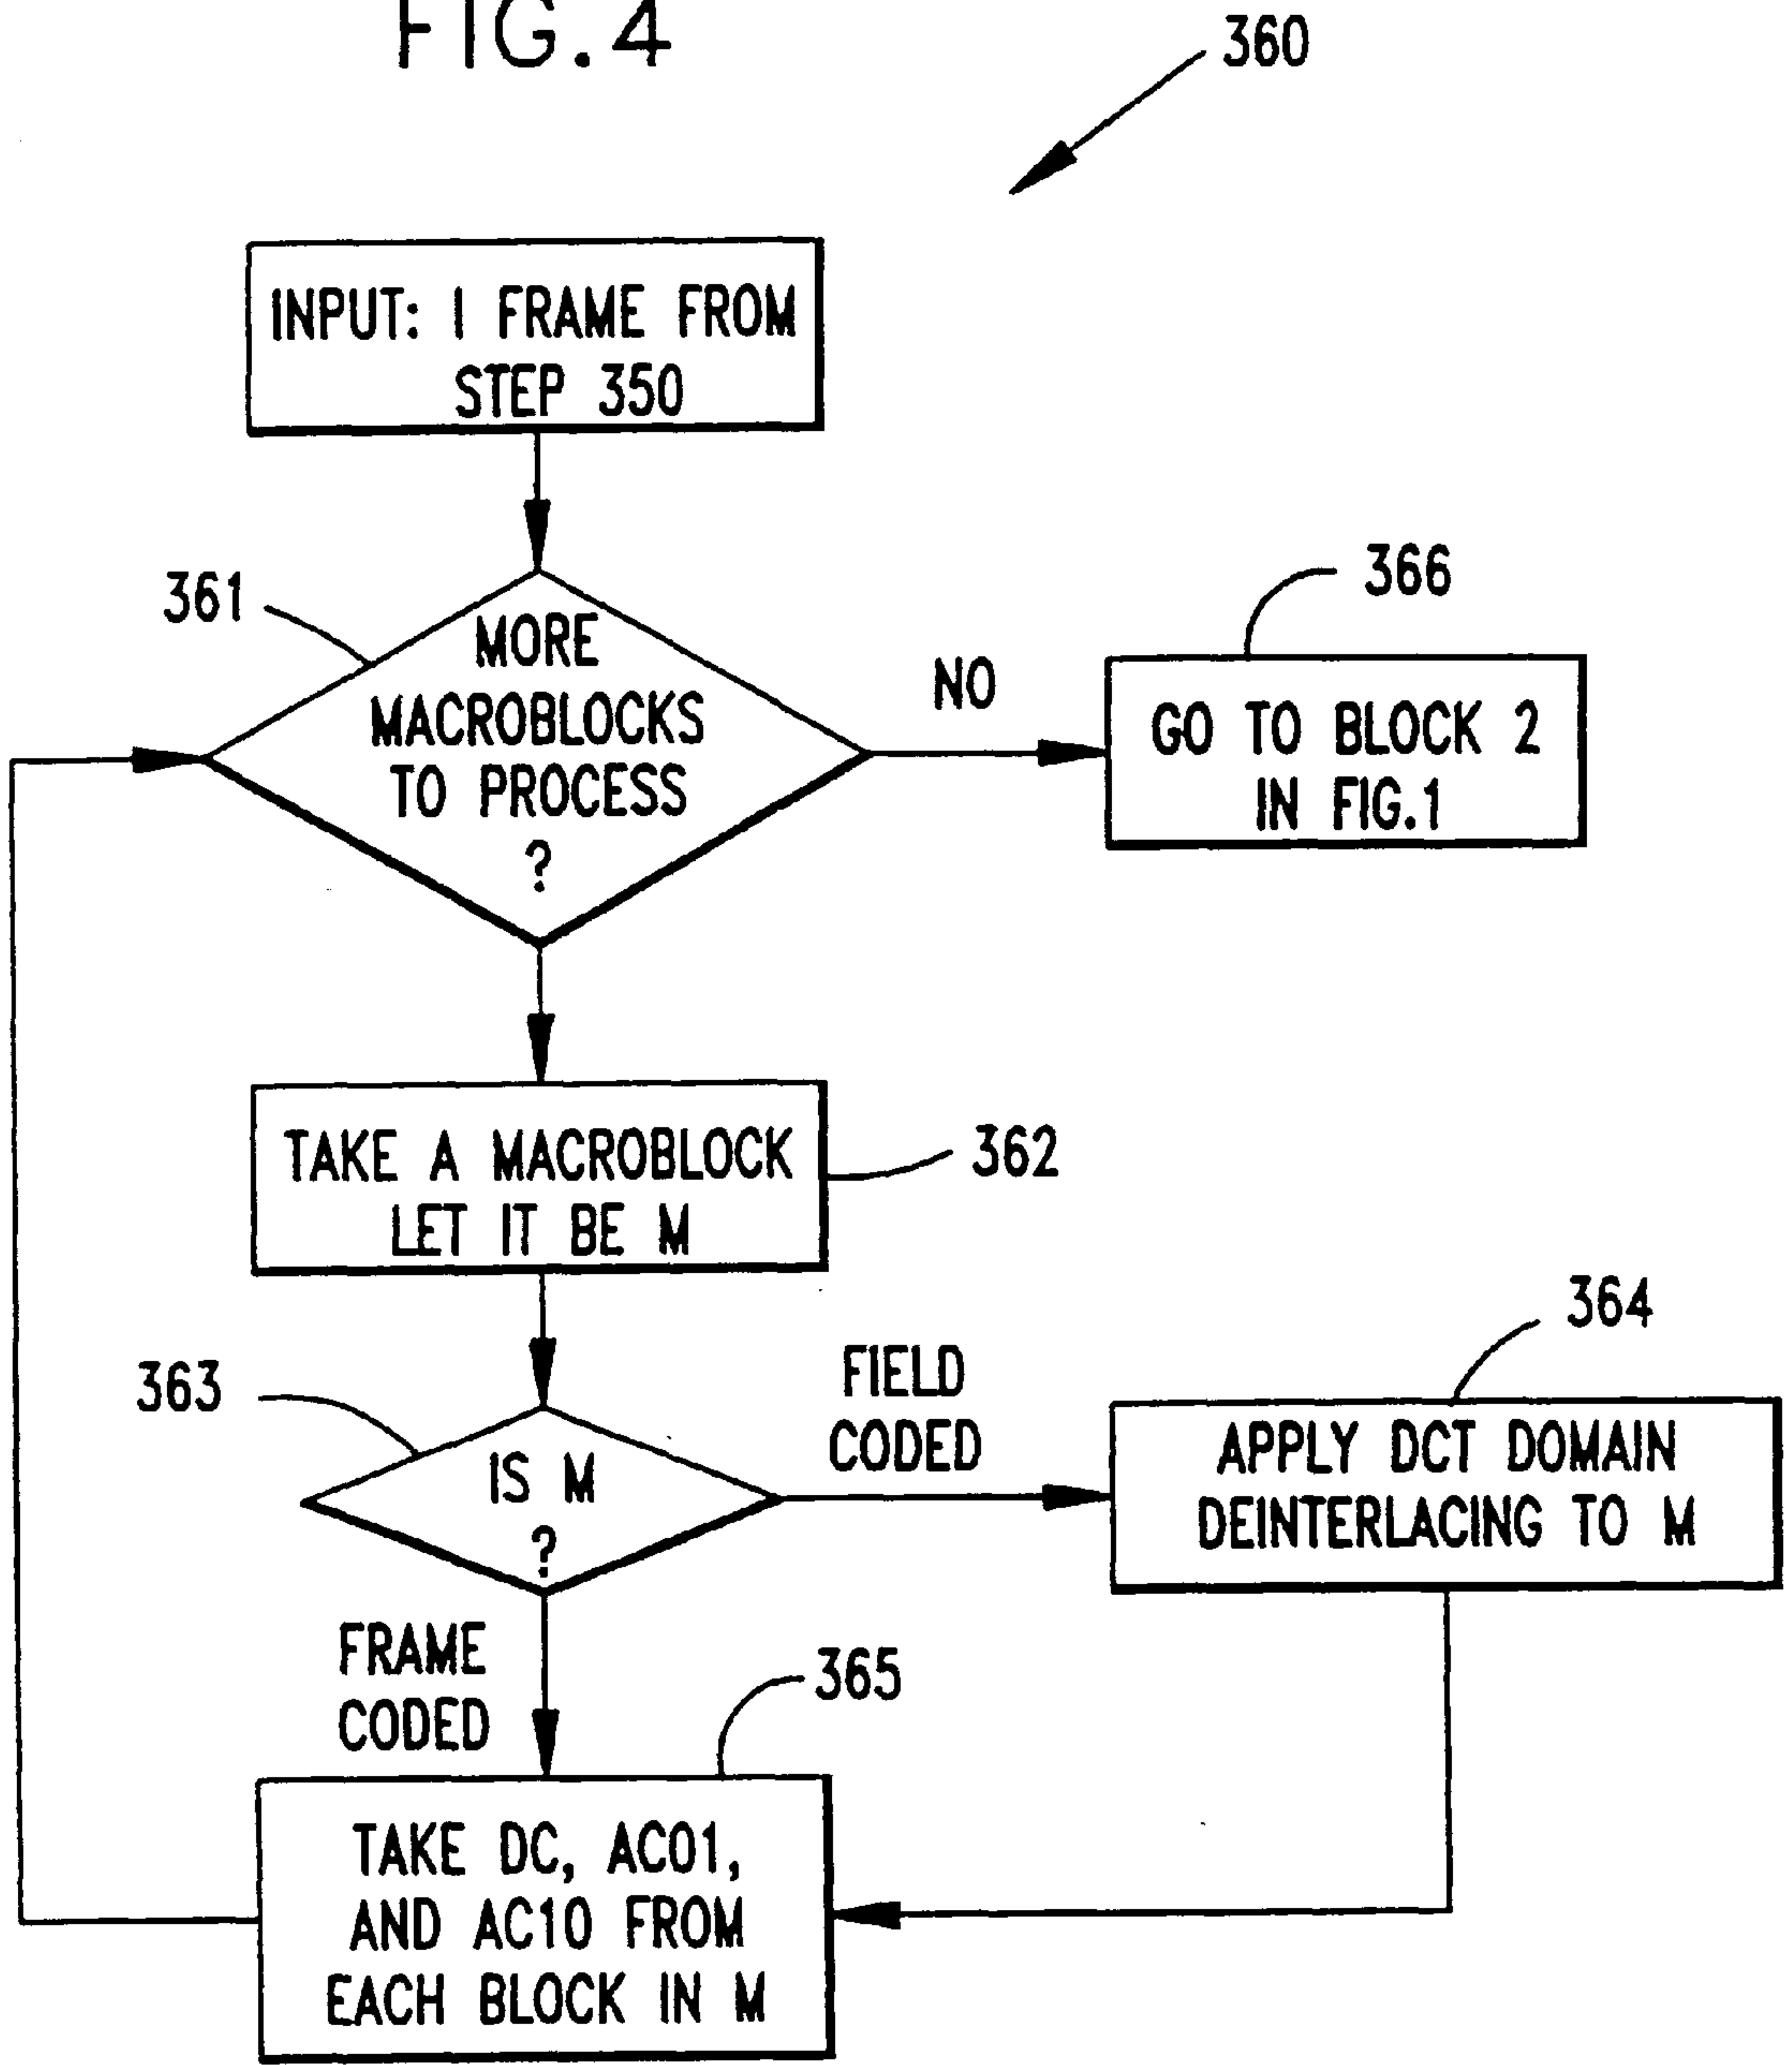 FIG.4
360
INPUT: I FRAME FROM
STEP 350
361
MORE
MACROBLOCKS
TO PROCESS
?
NO
366
GO TO BLOCK 2
IN FIG.1
TAKE A MACROBLOCK
LET IT BE M
362
363
IS M
?
FIELD
CODED
364
APPLY DCT DOMAIN
DEINTERLACING TO M
FRAME
CODED
365
TAKE DC, AC01,
AND AC10 FROM
EACH BLOCK IN M